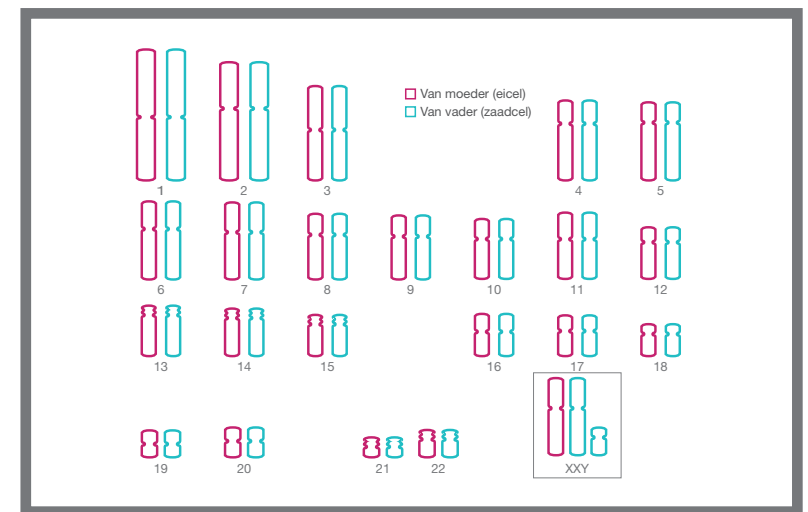 Van moeder (eicel)
Van vader (zaadcel)
1 2 3 4 5
6 7 8 9 10 11 12
13 14 15 16 17 18
19 20 21 22 XXY